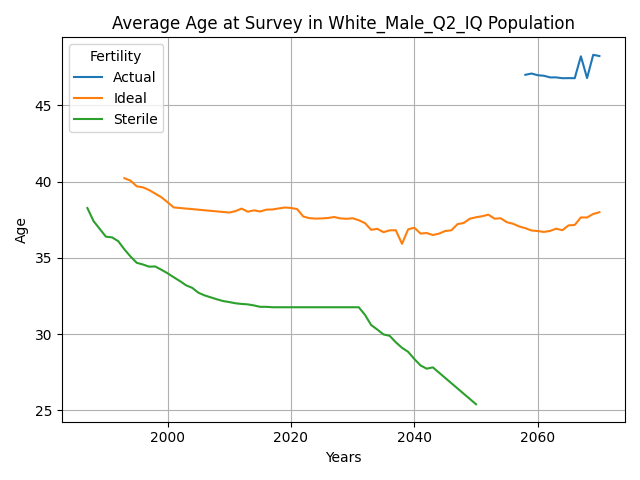 Average Age at Survey in White_Male_Q2_IQ Population
Fertility
Actual
Ideal
Sterile
45
40
35
30
25
Age
2000
2020
2040
2060
Years